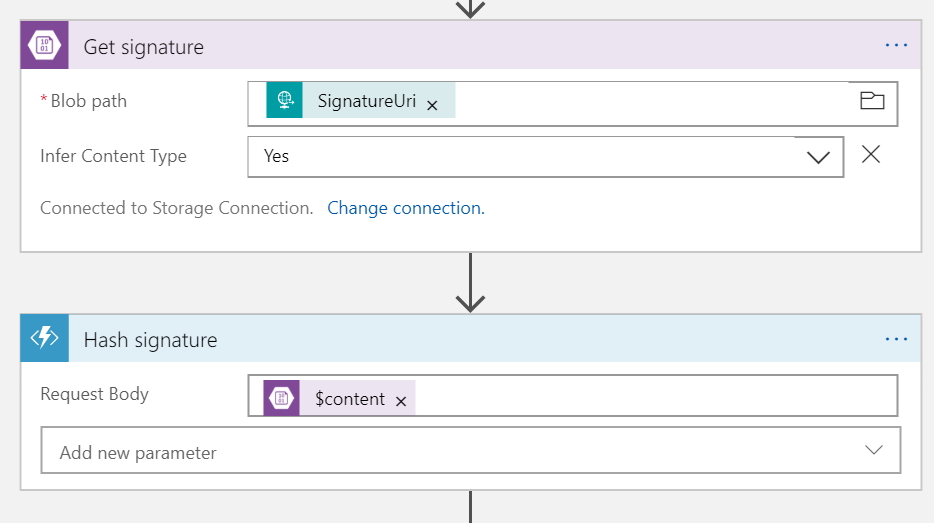 Get signature
* Blob path SignatureUri ×
Infer Content Type Yes
Connected to Storage Connection. Change connection.
Hash signature
Request Body $content ×
Add new parameter